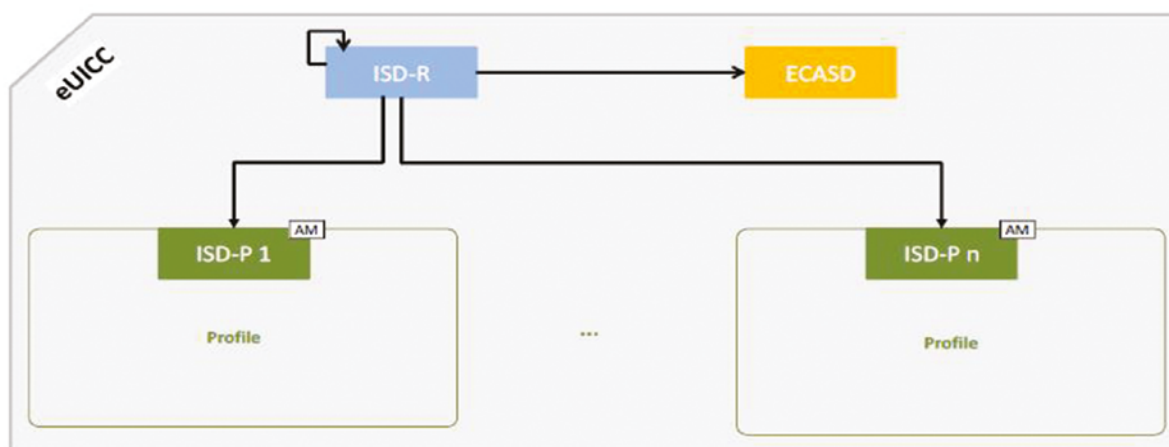 eUICC
ISD-R
ECASD
AM
ISD-P 1
AM
ISD-P n
Profile
...
Profile